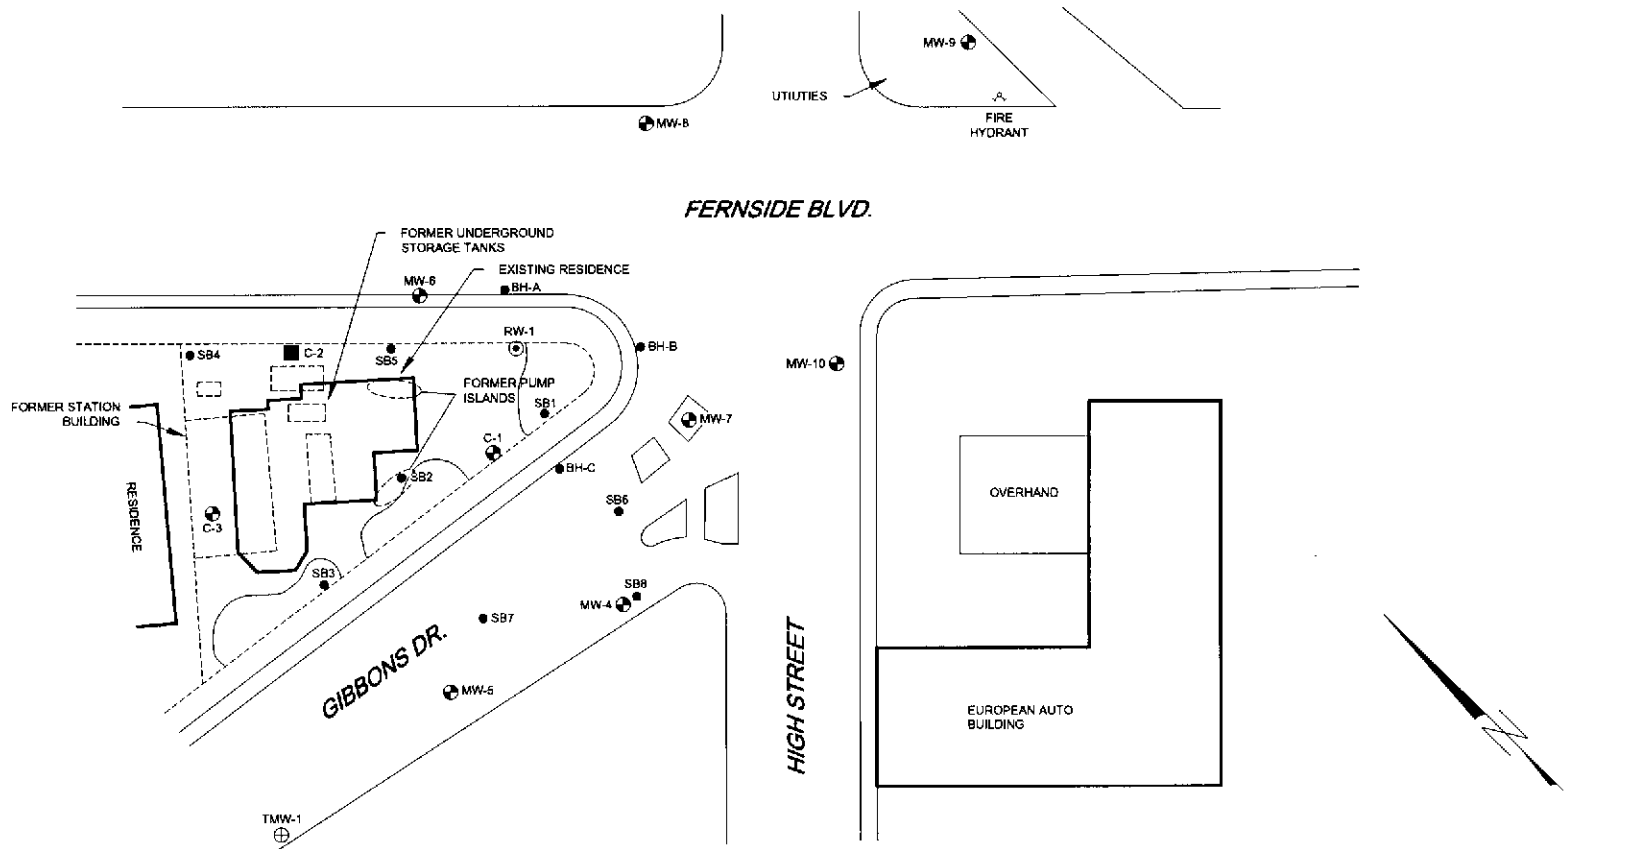 MW-9
UTIUTIES
FIRE
HYDRANT
MW-8
FERNSIDE BLVD.
FORMER UNDERGROUND
STORAGE TANKS
EXISTING RESIDENCE
MW-6
BH-A
RW-1
SB4
C-2
SB5
BH-B
MW-10
FORMER PUMP
ISLANDS
FORMER STATION
BUILDING
SB1
MW-7
C-1
BH-C
SB2
RESIDENCE
OVERHAND
SB6
C-3
SB3
SB8
MW-4
SB7
GIBBONS DR.
HIGH STREET
MW-5
EUROPEAN AUTO
BUILDING
TMW-1